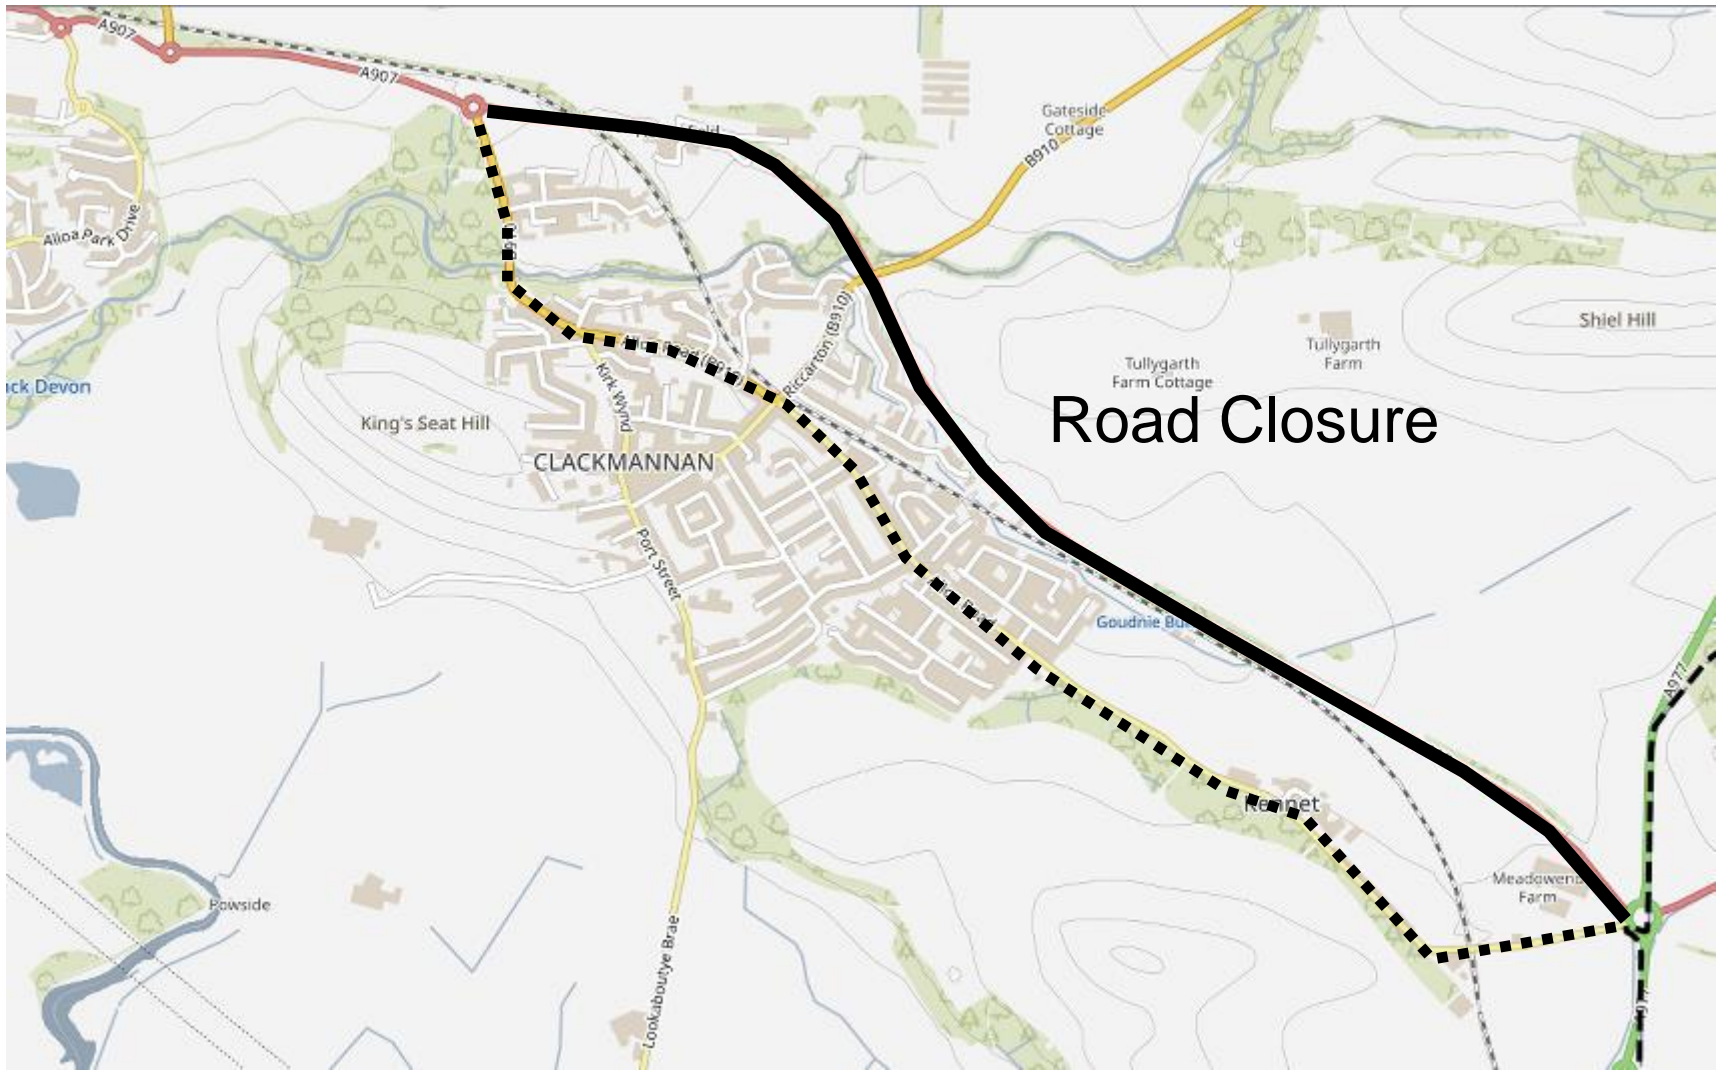 A907
A907
Gateside
Cottage
B910
Alloa Park Drive
Shiel Hill
Tullygarth
Farm
Tullygarth
Farm Cottage
Riccarton (B910)
ck Devon
Kirk Wynd
King's Seat Hill
Road Closure
CLACKMANNAN
Port Street
Goudnie
A977
Kennet
Meadowend
Farm
Powside
Lookaboutye Brae